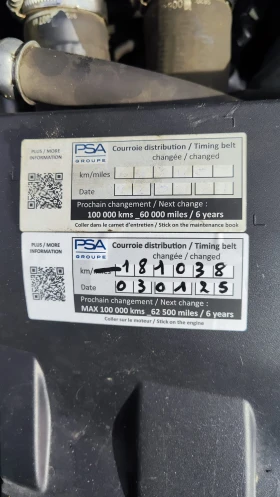 PLUS / MORE
INFORMATION
PSA
GROUPE
Courroie distribution / Timing belt
changée / changed
km/miles
Date
Prochain changement / Next change :
100 000 kms _60 000 miles / 6 years
Coller dans le carnet d'entretien / Stick on the maintenance book
PLUS / MORE
INFORMATION
PSA
GROUPE
Courroie distribution / Timing belt
changée / changed
km/ 181038
Date 030125
Prochain changement / Next change :
MAX 100 000 kms _62 500 miles / 6 years
Coller sur le moteur / Stick on the engine